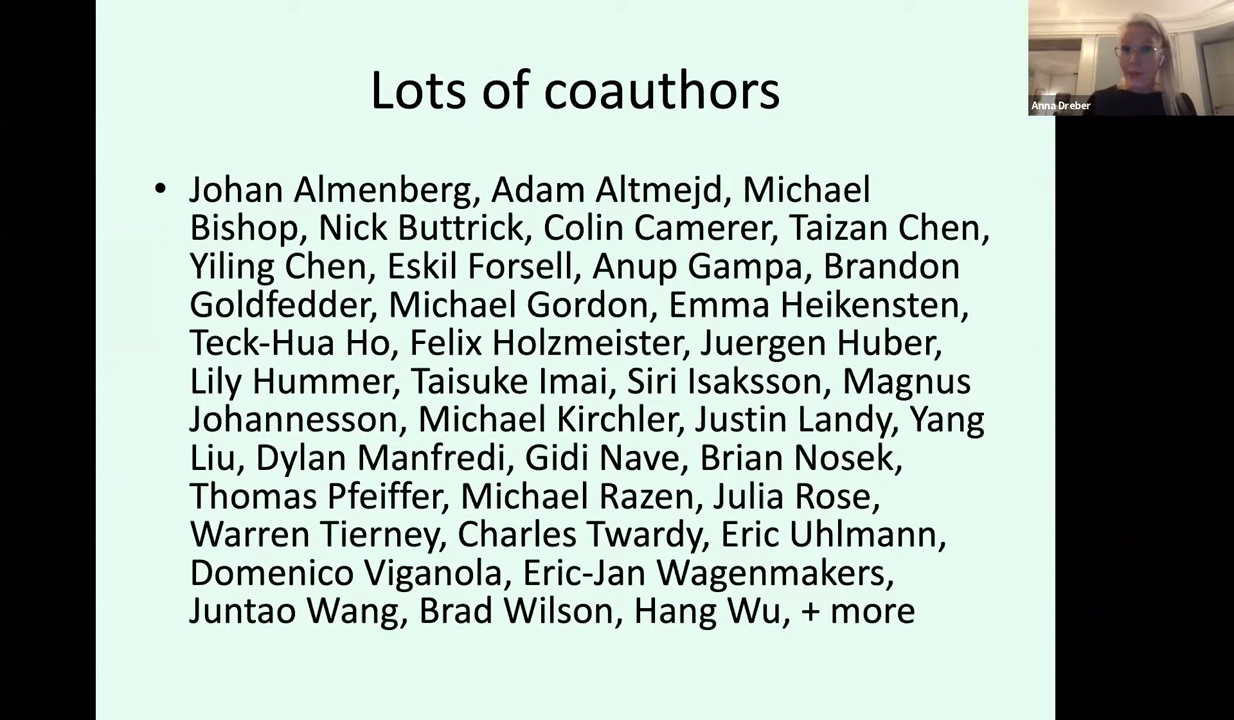 Lots of coauthors
Anna Dreber
• Johan Almenberg, Adam Altmejd, Michael
Bishop, Nick Buttrick, Colin Camerer, Taizan Chen,
Yiling Chen, Eskil Forsell, Anup Gampa, Brandon
Goldfedder, Michael Gordon, Emma Heikensten,
Teck-Hua Ho, Felix Holzmeister, Juergen Huber,
Lily Hummer, Taisuke Imai, Siri Isaksson, Magnus
Johannesson, Michael Kirchler, Justin Landy, Yang
Liu, Dylan Manfredi, Gidi Nave, Brian Nosek,
Thomas Pfeiffer, Michael Razen, Julia Rose,
Warren Tierney, Charles Twardy, Eric Uhlmann,
Domenico Viganola, Eric-Jan Wagenmakers,
Juntao Wang, Brad Wilson, Hang Wu, + more